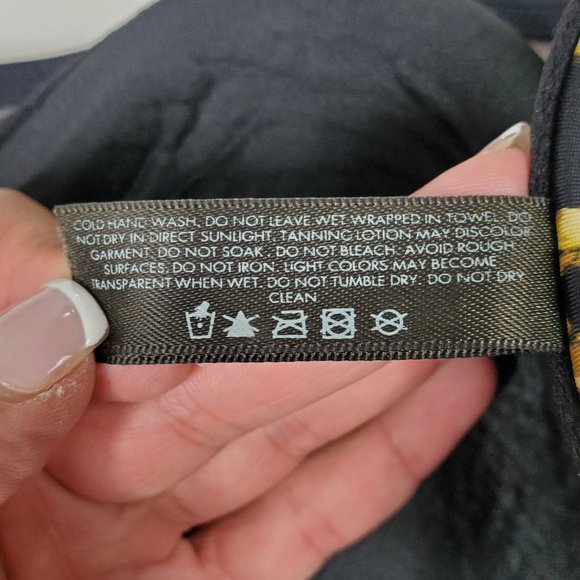 COLD HAND WASH. DO NOT LEAVE WET WRAPPED IN TOWEL. DO
NOT DRY IN DIRECT SUNLIGHT. TANNING LOTION MAY DISCOLOR
GARMENT. DO NOT SOAK. DO NOT BLEACH. AVOID ROUGH
SURFACES. DO NOT IRON. LIGHT COLORS MAY BECOME
TRANSPARENT WHEN WET. DO NOT TUMBLE DRY. DO NOT DRY
CLEAN